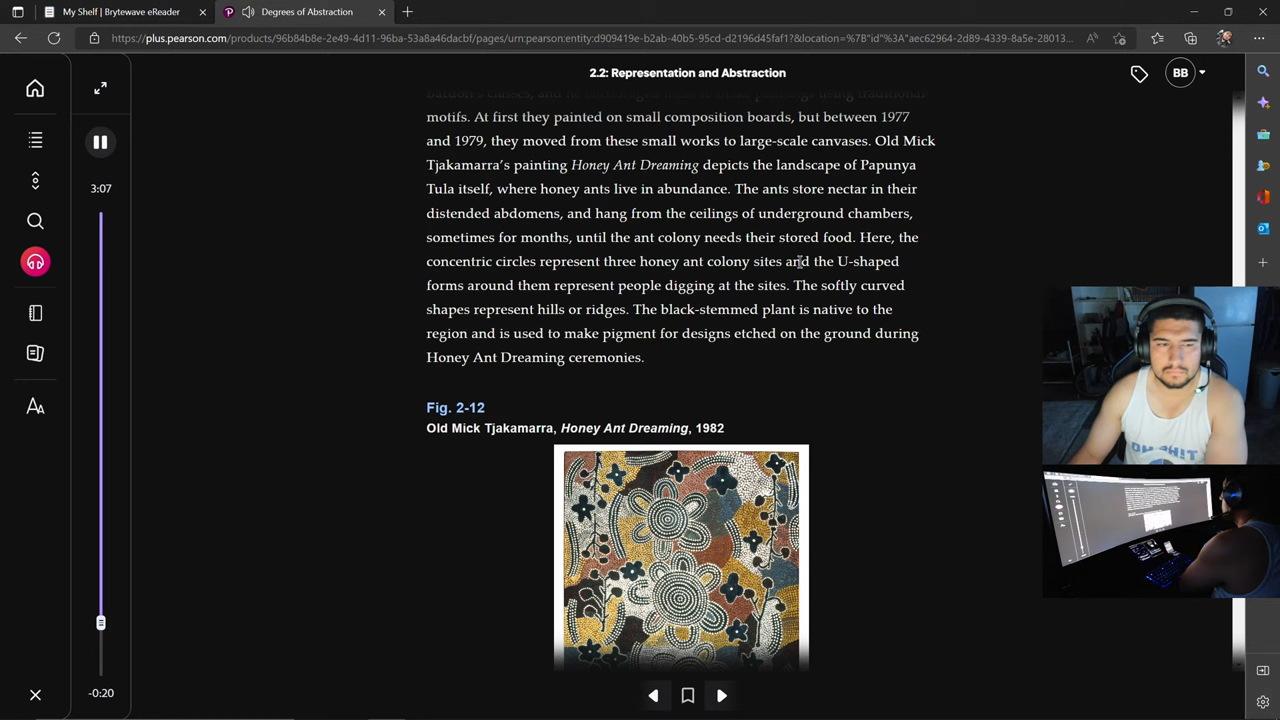 My Shelf | Brytewave eReader
Degrees of Abstraction
https://plus.pearson.com/products/96b84b8e-2e49-4d11-96ba-53a8a46dacbf/pages/urn:pearson:entity:d909419e-b2ab-40b5-95cd-d2196d45faf1?&location=%7B"id"%3A"aec62964-2d89-4339-8a5e-28013...
2.2: Representation and Abstraction
BB
3:07
-0:20
Bardon's classes, and he encouraged using traditional
motifs. At first they painted on small composition boards, but between 1977
and 1979, they moved from these small works to large-scale canvases. Old Mick
Tjakamarra's painting Honey Ant Dreaming depicts the landscape of Papunya
Tula itself, where honey ants live in abundance. The ants store nectar in their
distended abdomens, and hang from the ceilings of underground chambers,
sometimes for months, until the ant colony needs their stored food. Here, the
concentric circles represent three honey ant colony sites and the U-shaped
forms around them represent people digging at the sites. The softly curved
shapes represent hills or ridges. The black-stemmed plant is native to the
region and is used to make pigment for designs etched on the ground during
Honey Ant Dreaming ceremonies.
Fig. 2-12
Old Mick Tjakamarra, Honey Ant Dreaming, 1982